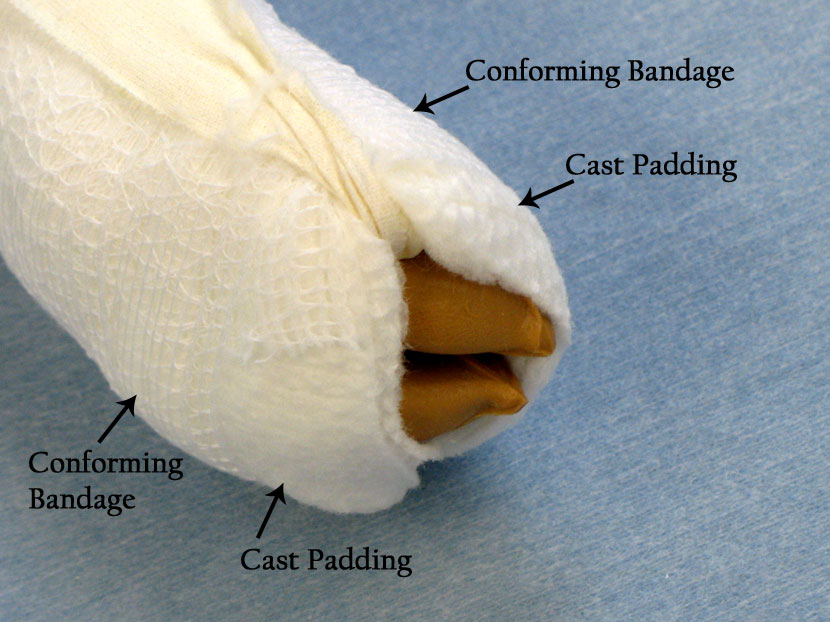 Conforming Bandage
Cast Padding
Conforming
Bandage
Cast Padding